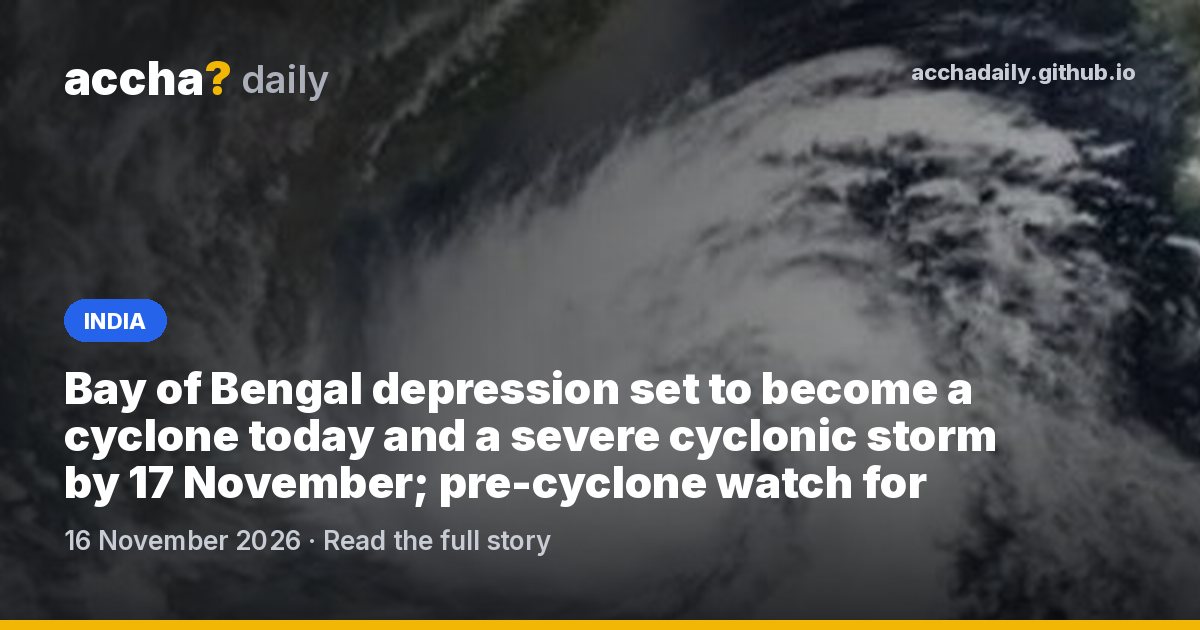 accha? daily
acchadaily.github.io
INDIA
Bay of Bengal depression set to become a
cyclone today and a severe cyclonic storm
by 17 November; pre-cyclone watch for
16 November 2026 · Read the full story